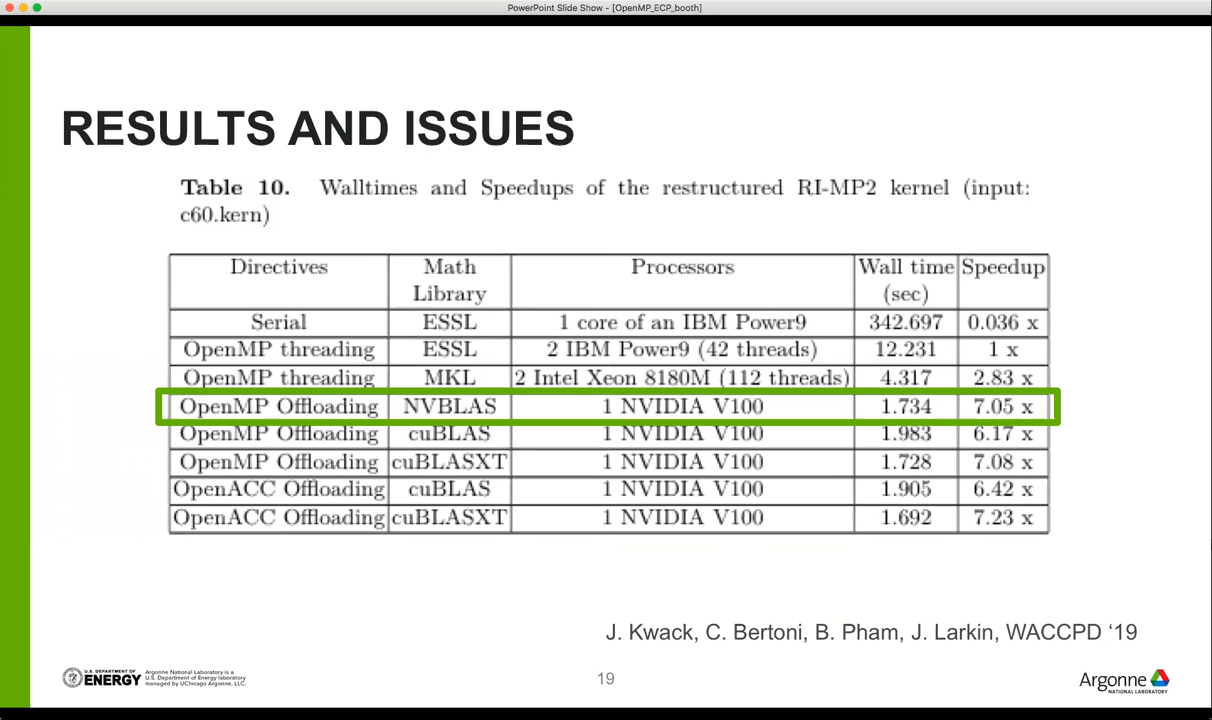 PowerPoint Slide Show - [OpenMP_ECP_booth]
RESULTS AND ISSUES
Table 10. Walltimes and Speedups of the restructured RI-MP2 kernel (input:
c60.kern)
Directives Math Library Processors Wall time (sec) Speedup
Serial ESSL 1 core of an IBM Power9 342.697 0.036 x
OpenMP threading ESSL 2 IBM Power9 (42 threads) 12.231 1 x
OpenMP threading MKL 2 Intel Xeon 8180M (112 threads) 4.317 2.83 x
OpenMP Offloading NVBLAS 1 NVIDIA V100 1.734 7.05 x
OpenMP Offloading cuBLAS 1 NVIDIA V100 1.983 6.17 x
OpenMP Offloading cuBLASXT 1 NVIDIA V100 1.728 7.08 x
OpenACC Offloading cuBLAS 1 NVIDIA V100 1.905 6.42 x
OpenACC Offloading cuBLASXT 1 NVIDIA V100 1.692 7.23 x
J. Kwack, C. Bertoni, B. Pham, J. Larkin, WACCPD ‘19
U.S. DEPARTMENT OF
ENERGY
Argonne National Laboratory is a
U.S. Department of Energy laboratory
managed by UChicago Argonne, LLC.
19
Argonne
NATIONAL LABORATORY